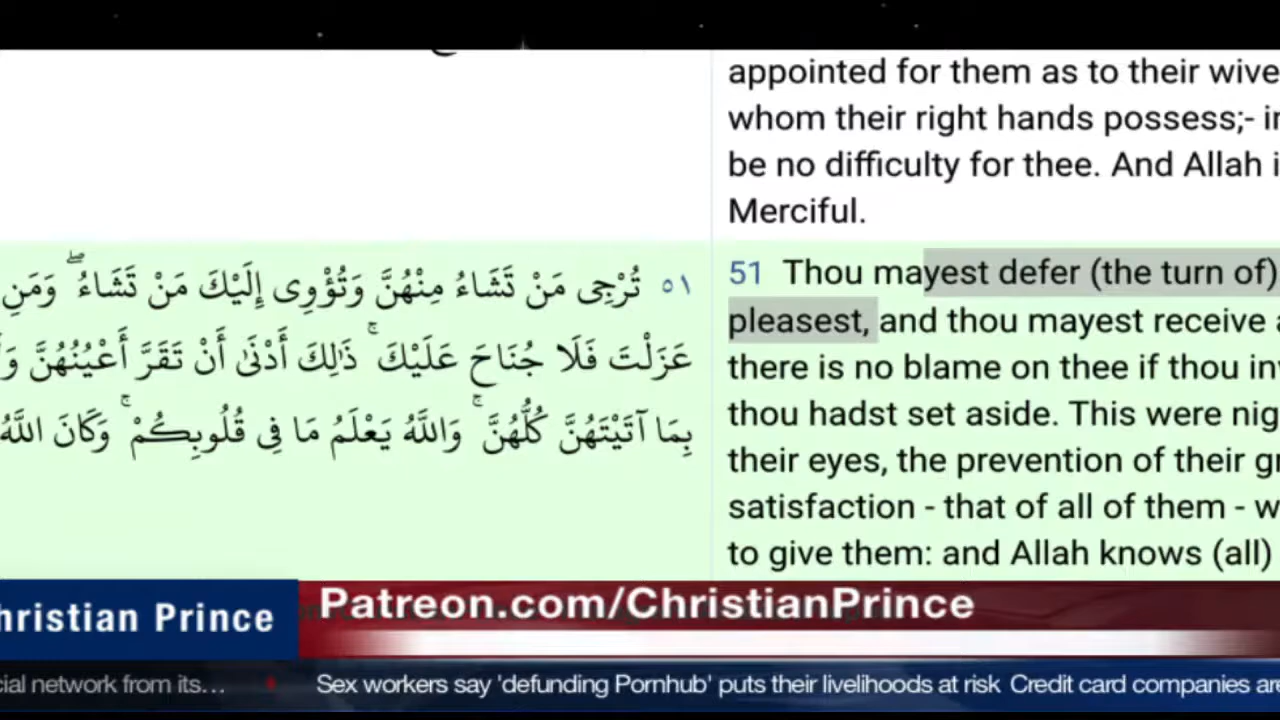 appointed for them as to their wive
whom their right hands possess;- i
be no difficulty for thee. And Allah i
Merciful.
٥١ تُرْجِى مَنْ تَشَاءُ مِنْهُنَّ وَتُؤْوِى إِلَيْكَ مَنْ تَشَاءُ ۖ وَمَنِ
عَزَلْتَ فَلَا جُنَاحَ عَلَيْكَ ۚ ذَٰلِكَ أَدْنَىٰ أَنْ تَقَرَّ أَعْيُنُهُنَّ وَ
بِمَا آتَيْتَهُنَّ كُلُّهُنَّ ۚ وَاللَّهُ يَعْلَمُ مَا فِى قُلُوبِكُمْ ۚ وَكَانَ اللَّهُ
51 Thou mayest defer (the turn of)
pleasest, and thou mayest receive a
there is no blame on thee if thou inv
thou hadst set aside. This were nig
their eyes, the prevention of their gr
satisfaction - that of all of them - w
to give them: and Allah knows (all)
hristian Prince
Patreon.com/ChristianPrince
cial network from its... Sex workers say 'defunding Pornhub' puts their livelihoods at risk Credit card companies are